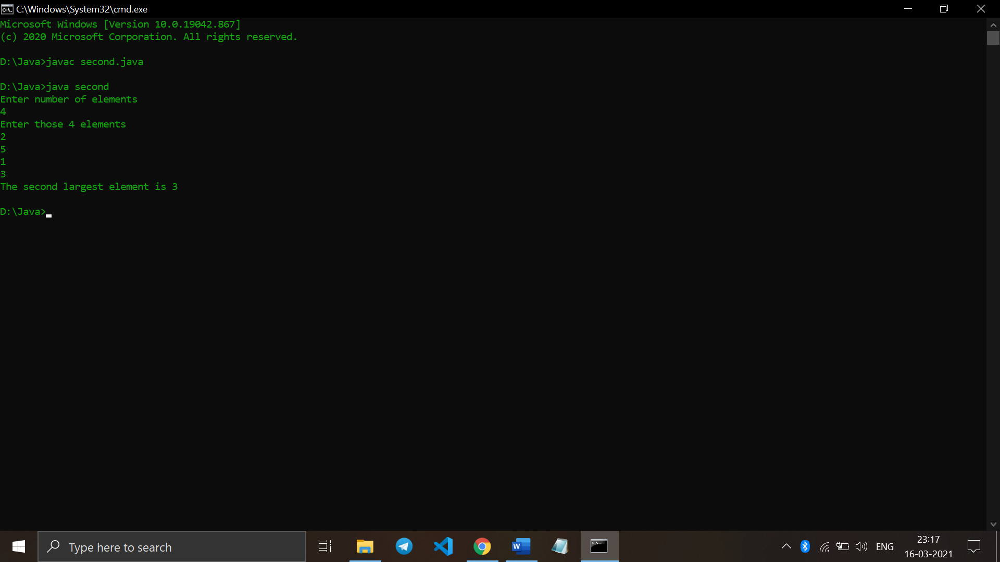 C:\Windows\System32\cmd.exe
Microsoft Windows [Version 10.0.19042.867]
(c) 2020 Microsoft Corporation. All rights reserved.
D:\Java>javac second.java
D:\Java>java second
Enter number of elements
4
Enter those 4 elements
2
5
1
3
The second largest element is 3
D:\Java>
Type here to search
ENG
23:17
16-03-2021